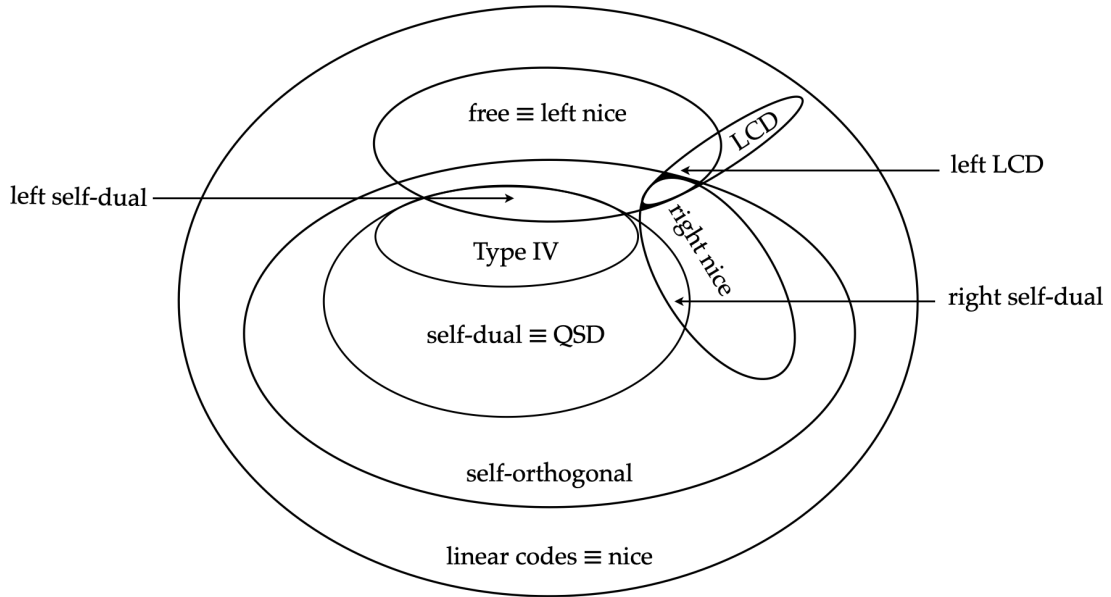 free ≡ left nice
LCD
left LCD
left self-dual
right nice
Type IV
right self-dual
self-dual ≡ QSD
self-orthogonal
linear codes ≡ nice